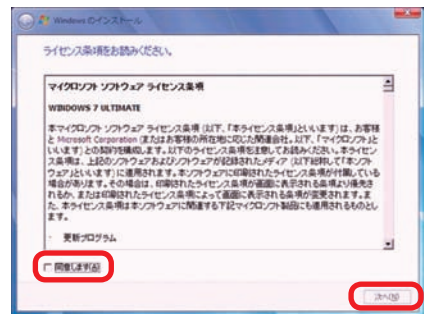 Windows のインストール
ライセンス条項をお読みください。
マイクロソフト ソフトウェア ライセンス条項
WINDOWS 7 ULTIMATE
本マイクロソフト ソフトウェア ライセンス条項 (以下、「本ライセンス条項」といいます) は、お客様
と Microsoft Corporation (またはお客様の所在地に応じた関連会社。以下、「マイクロソフト」と
いいます) との契約を構成します。以下のライセンス条項を注意してお読みください。本ライセン
ス条項は、上記のソフトウェアおよびソフトウェアが記録されたメディア (以下総称して「本ソフト
ウェア」といいます) に適用されます。本ソフトウェアに印刷されたライセンス条項が付属している
場合があります。その場合は、印刷されたライセンス条項が画面に表示される条項より優先さ
れるか、または印刷されたライセンス条項によって画面に表示される条項が変更されます。ま
た、本ライセンス条項は本ソフトウェアに関連する下記マイクロソフト製品にも適用されるものとし
ます。
· 更新プログラム
同意します(A)
次へ(N)